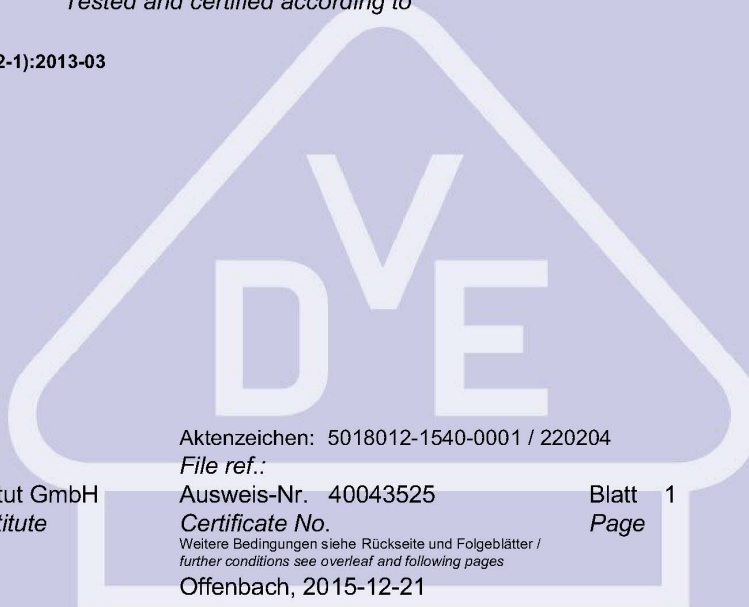 Tested and certified according to
2-1):2013-03
VDE
Aktenzeichen: 5018012-1540-0001 / 220204
File ref.:
tut GmbH Ausweis-Nr. 40043525 Blatt 1
titute Certificate No. Page
Weitere Bedingungen siehe Rückseite und Folgeblätter /
further conditions see overleaf and following pages
Offenbach, 2015-12-21